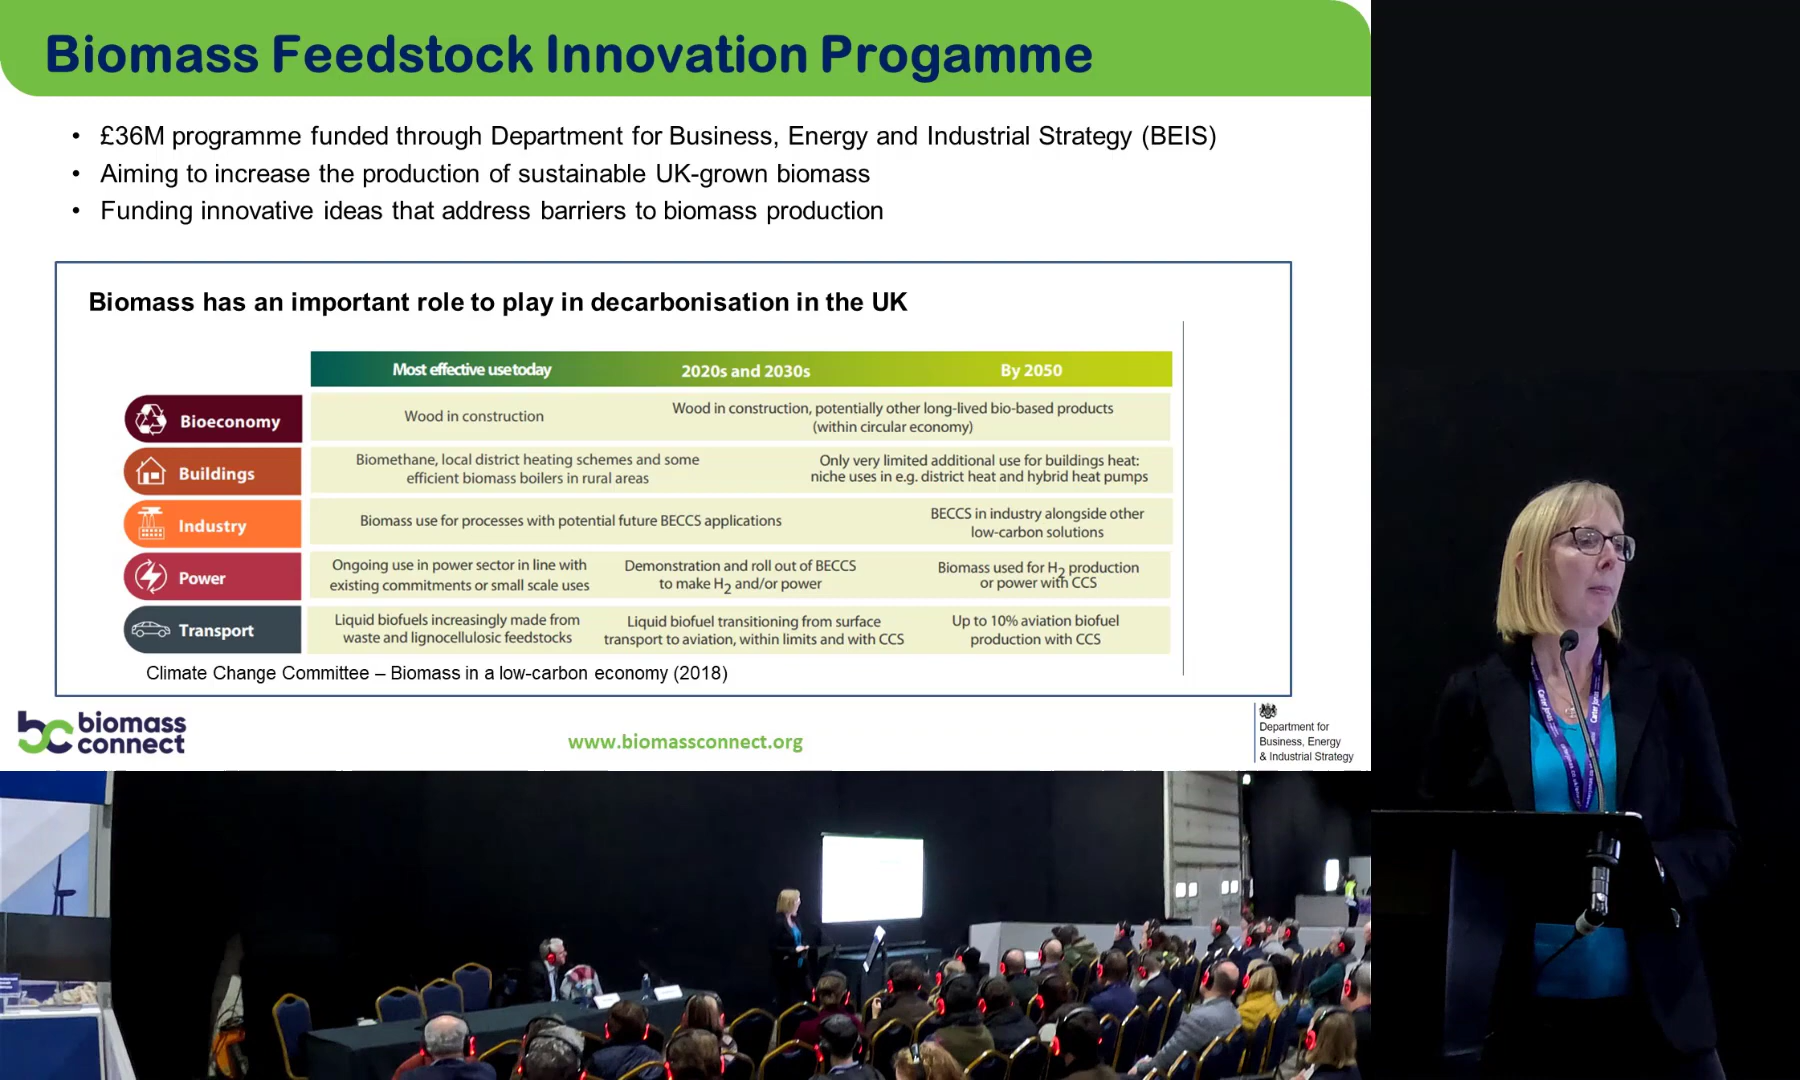 Biomass Feedstock Innovation Progamme
• £36M programme funded through Department for Business, Energy and Industrial Strategy (BEIS)
• Aiming to increase the production of sustainable UK-grown biomass
• Funding innovative ideas that address barriers to biomass production
Biomass has an important role to play in decarbonisation in the UK
Most effective use today
2020s and 2030s
By 2050
Bioeconomy
Wood in construction
Wood in construction, potentially other long-lived bio-based products
(within circular economy)
Buildings
Biomethane, local district heating schemes and some
efficient biomass boilers in rural areas
Only very limited additional use for buildings heat:
niche uses in e.g. district heat and hybrid heat pumps
Industry
Biomass use for processes with potential future BECCS applications
BECCS in industry alongside other
low-carbon solutions
Power
Ongoing use in power sector in line with
existing commitments or small scale uses
Demonstration and roll out of BECCS
to make H2 and/or power
Biomass used for H2 production
or power with CCS
Transport
Liquid biofuels increasingly made from
waste and lignocellulosic feedstocks
Liquid biofuel transitioning from surface
transport to aviation, within limits and with CCS
Up to 10% aviation biofuel
production with CCS
Climate Change Committee – Biomass in a low-carbon economy (2018)
bc biomass
connect
www.biomassconnect.org
Department for
Business, Energy
& Industrial Strategy
Carter Jonas